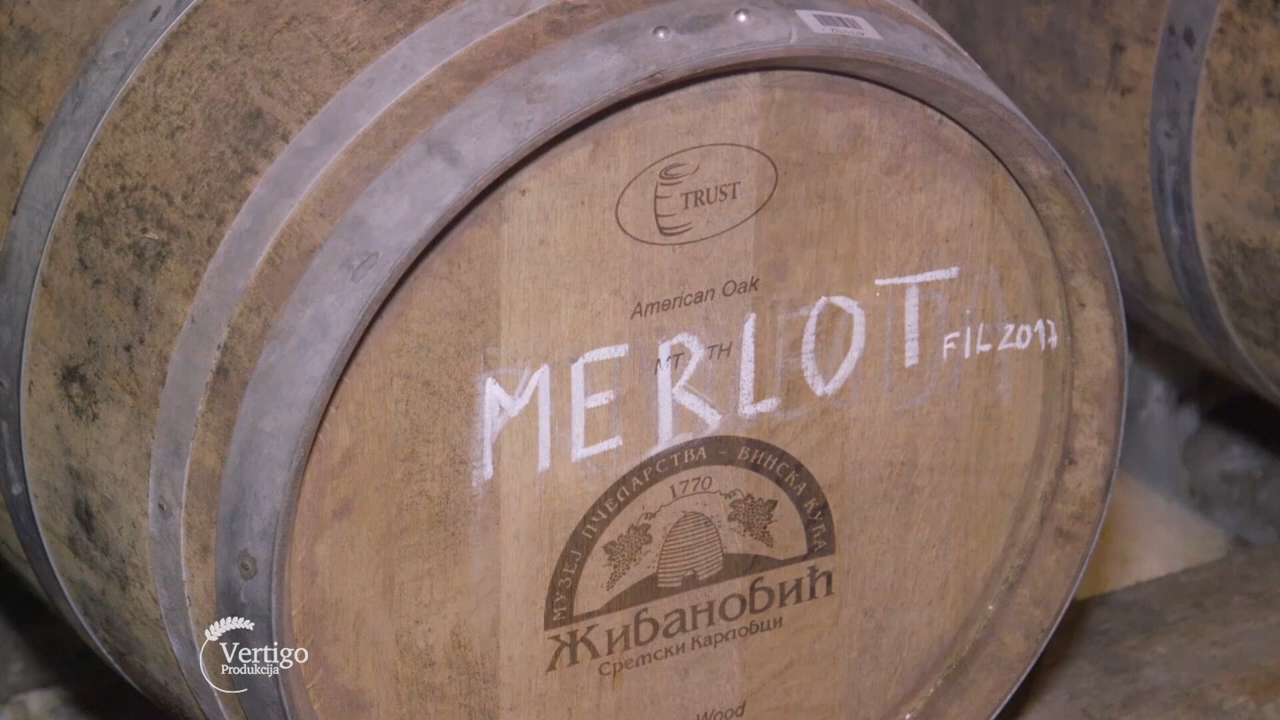 TRUST
American Oak
MT TH
MERLOT
FIL 2017
МУЗЕЈ ПЧЕЛАРСТВА - ВИНСКА КУЋА
1770
Живановић
Сремски Карловци
Wood
Vertigo
Produkcija